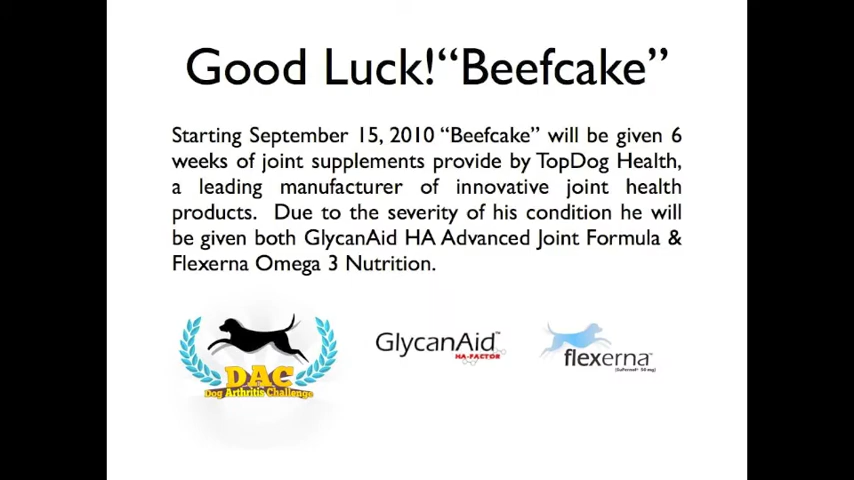 Good Luck!“Beefcake”
Starting September 15, 2010 “Beefcake” will be given 6
weeks of joint supplements provide by TopDog Health,
a leading manufacturer of innovative joint health
products. Due to the severity of his condition he will
be given both GlycanAid HA Advanced Joint Formula &
Flexerna Omega 3 Nutrition.
DAC
Dog Arthritis Challenge
GlycanAid™
HA-FACTOR
flexerna™